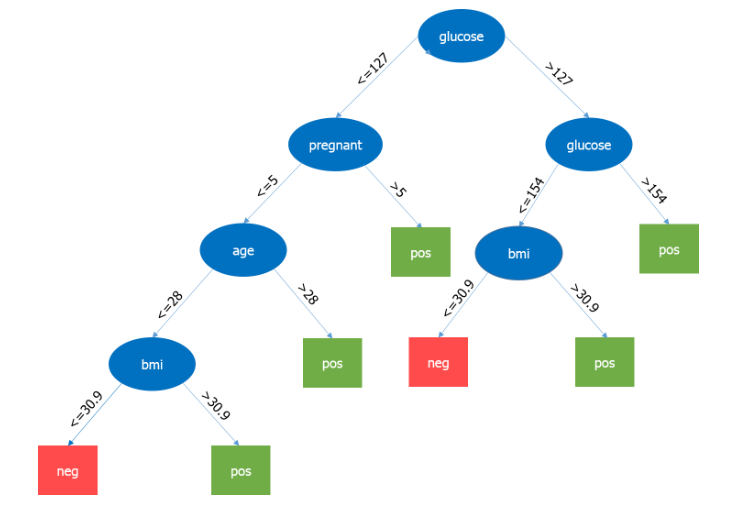 glucose
<=127
>127
pregnant
glucose
<=5
>5
<=154
>154
age
pos
bmi
pos
<=28
>28
<=30.9
>30.9
bmi
pos
neg
pos
<=30.9
>30.9
neg
pos